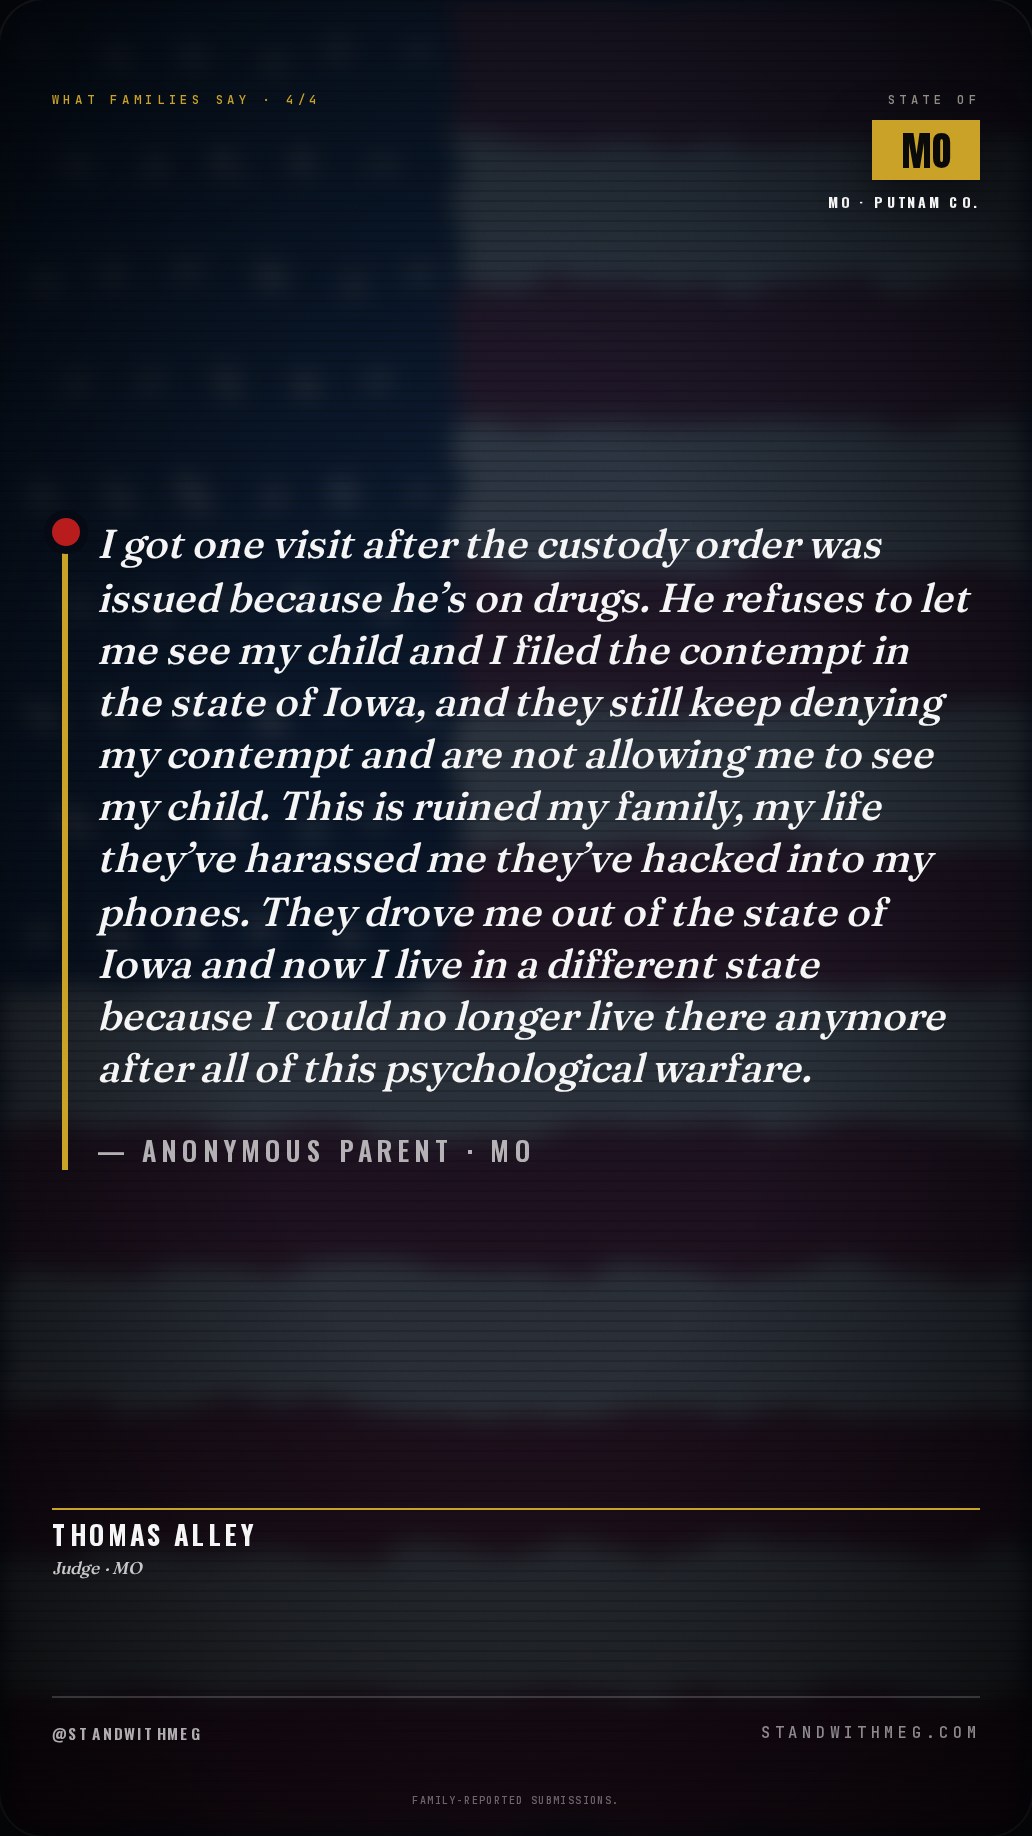 WHAT FAMILIES SAY · 4/4
STATE OF
MO
MO · PUTNAM CO.
I got one visit after the custody order was
issued because he’s on drugs. He refuses to let
me see my child and I filed the contempt in
the state of Iowa, and they still keep denying
my contempt and are not allowing me to see
my child. This is ruined my family, my life
they’ve harassed me they’ve hacked into my
phones. They drove me out of the state of
Iowa and now I live in a different state
because I could no longer live there anymore
after all of this psychological warfare.
— ANONYMOUS PARENT · MO
THOMAS ALLEY
Judge · MO
@STANDWITHMEG
STANDWITHMEG.COM
FAMILY-REPORTED SUBMISSIONS.